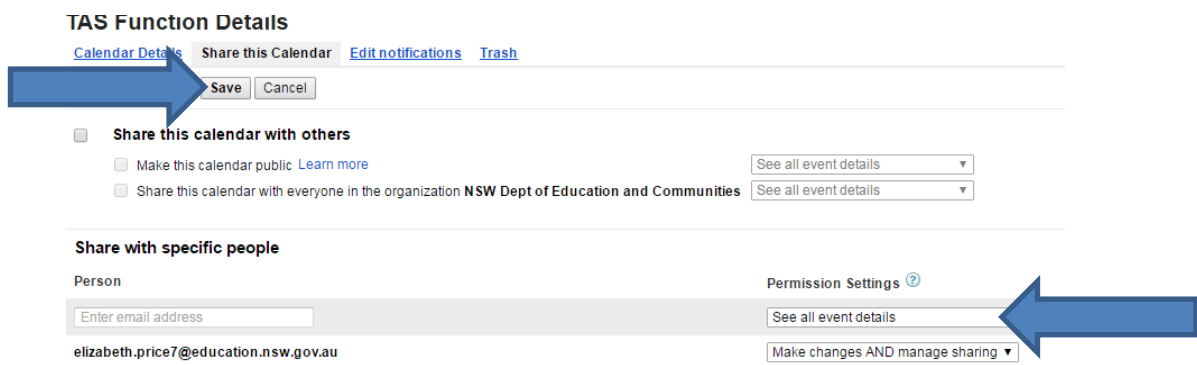 TAS Function Details
Calendar Details Share this Calendar Edit notifications Trash
Save Cancel
Share this calendar with others
Make this calendar public Learn more See all event details
Share this calendar with everyone in the organization NSW Dept of Education and Communities See all event details
Share with specific people
Person Permission Settings ?
Enter email address See all event details
elizabeth.price7@education.nsw.gov.au Make changes AND manage sharing